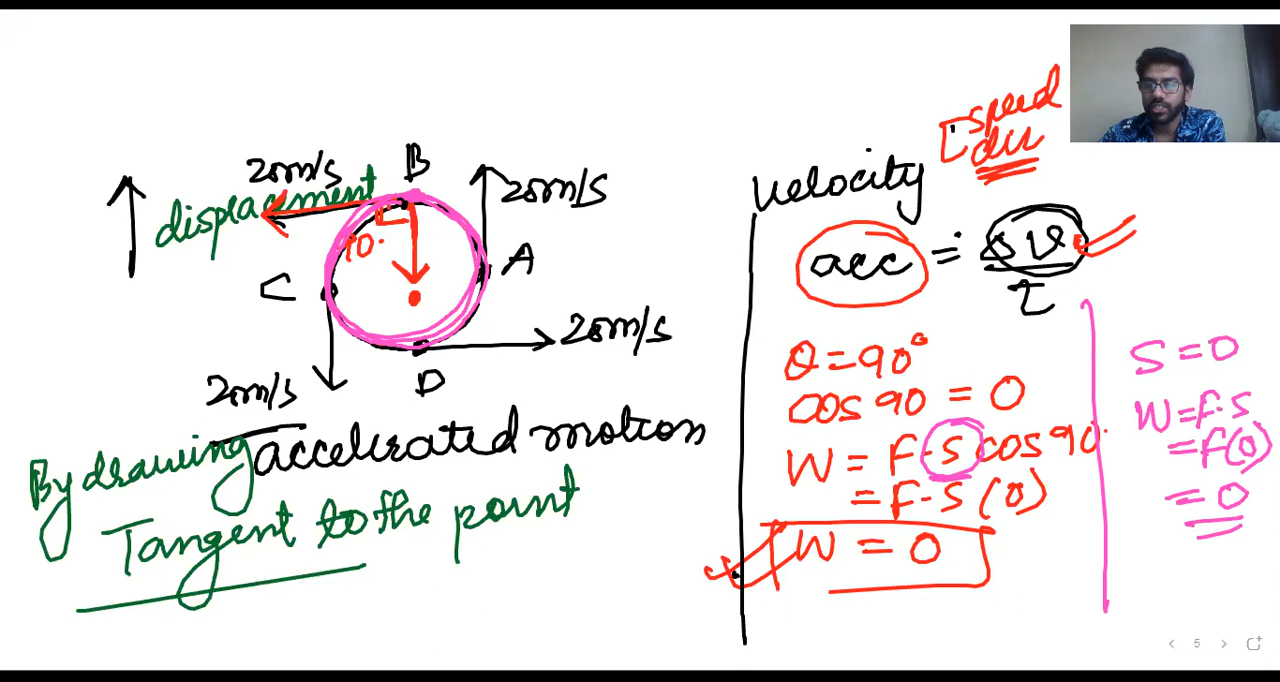 20m/s
B
displacement
20m/s
90°
C
A
20m/s
20m/s
D
accelerated motion
By drawing
Tangent to the point
velocity
speed
dir
acc = Δv
t
θ = 90°
cos 90 = 0
W = F·S cos 90°
= F·S (0)
W = 0
S = 0
W = F·S
= F(0)
= 0
5